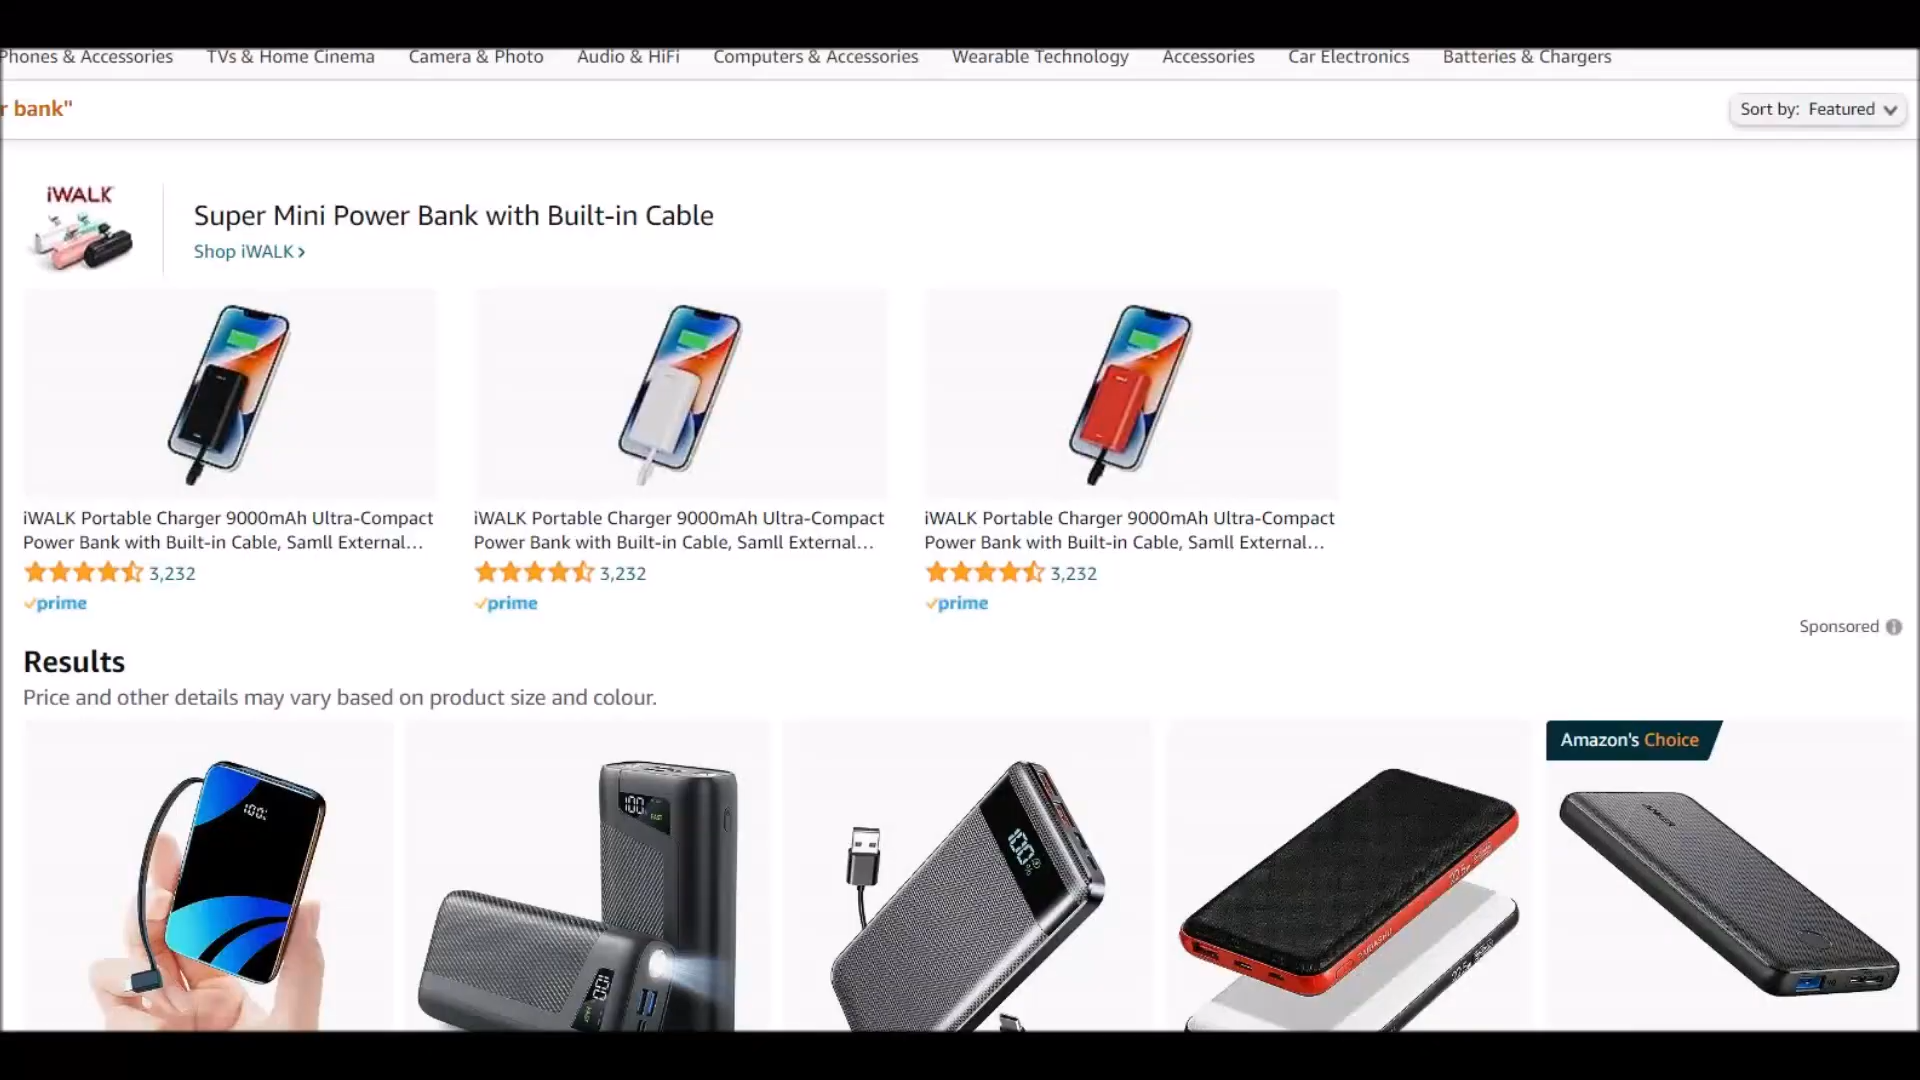 Phones & Accessories TVs & Home Cinema Camera & Photo Audio & HiFi Computers & Accessories Wearable Technology Accessories Car Electronics Batteries & Chargers
r bank"
Sort by: Featured
iWALK
Super Mini Power Bank with Built-in Cable
Shop iWALK ›
iWALK Portable Charger 9000mAh Ultra-Compact
Power Bank with Built-in Cable, Samll External...
3,232
prime
iWALK Portable Charger 9000mAh Ultra-Compact
Power Bank with Built-in Cable, Samll External...
3,232
prime
iWALK Portable Charger 9000mAh Ultra-Compact
Power Bank with Built-in Cable, Samll External...
3,232
prime
Sponsored
Results
Price and other details may vary based on product size and colour.
Amazon's Choice
100
100
100
100%
ANKER